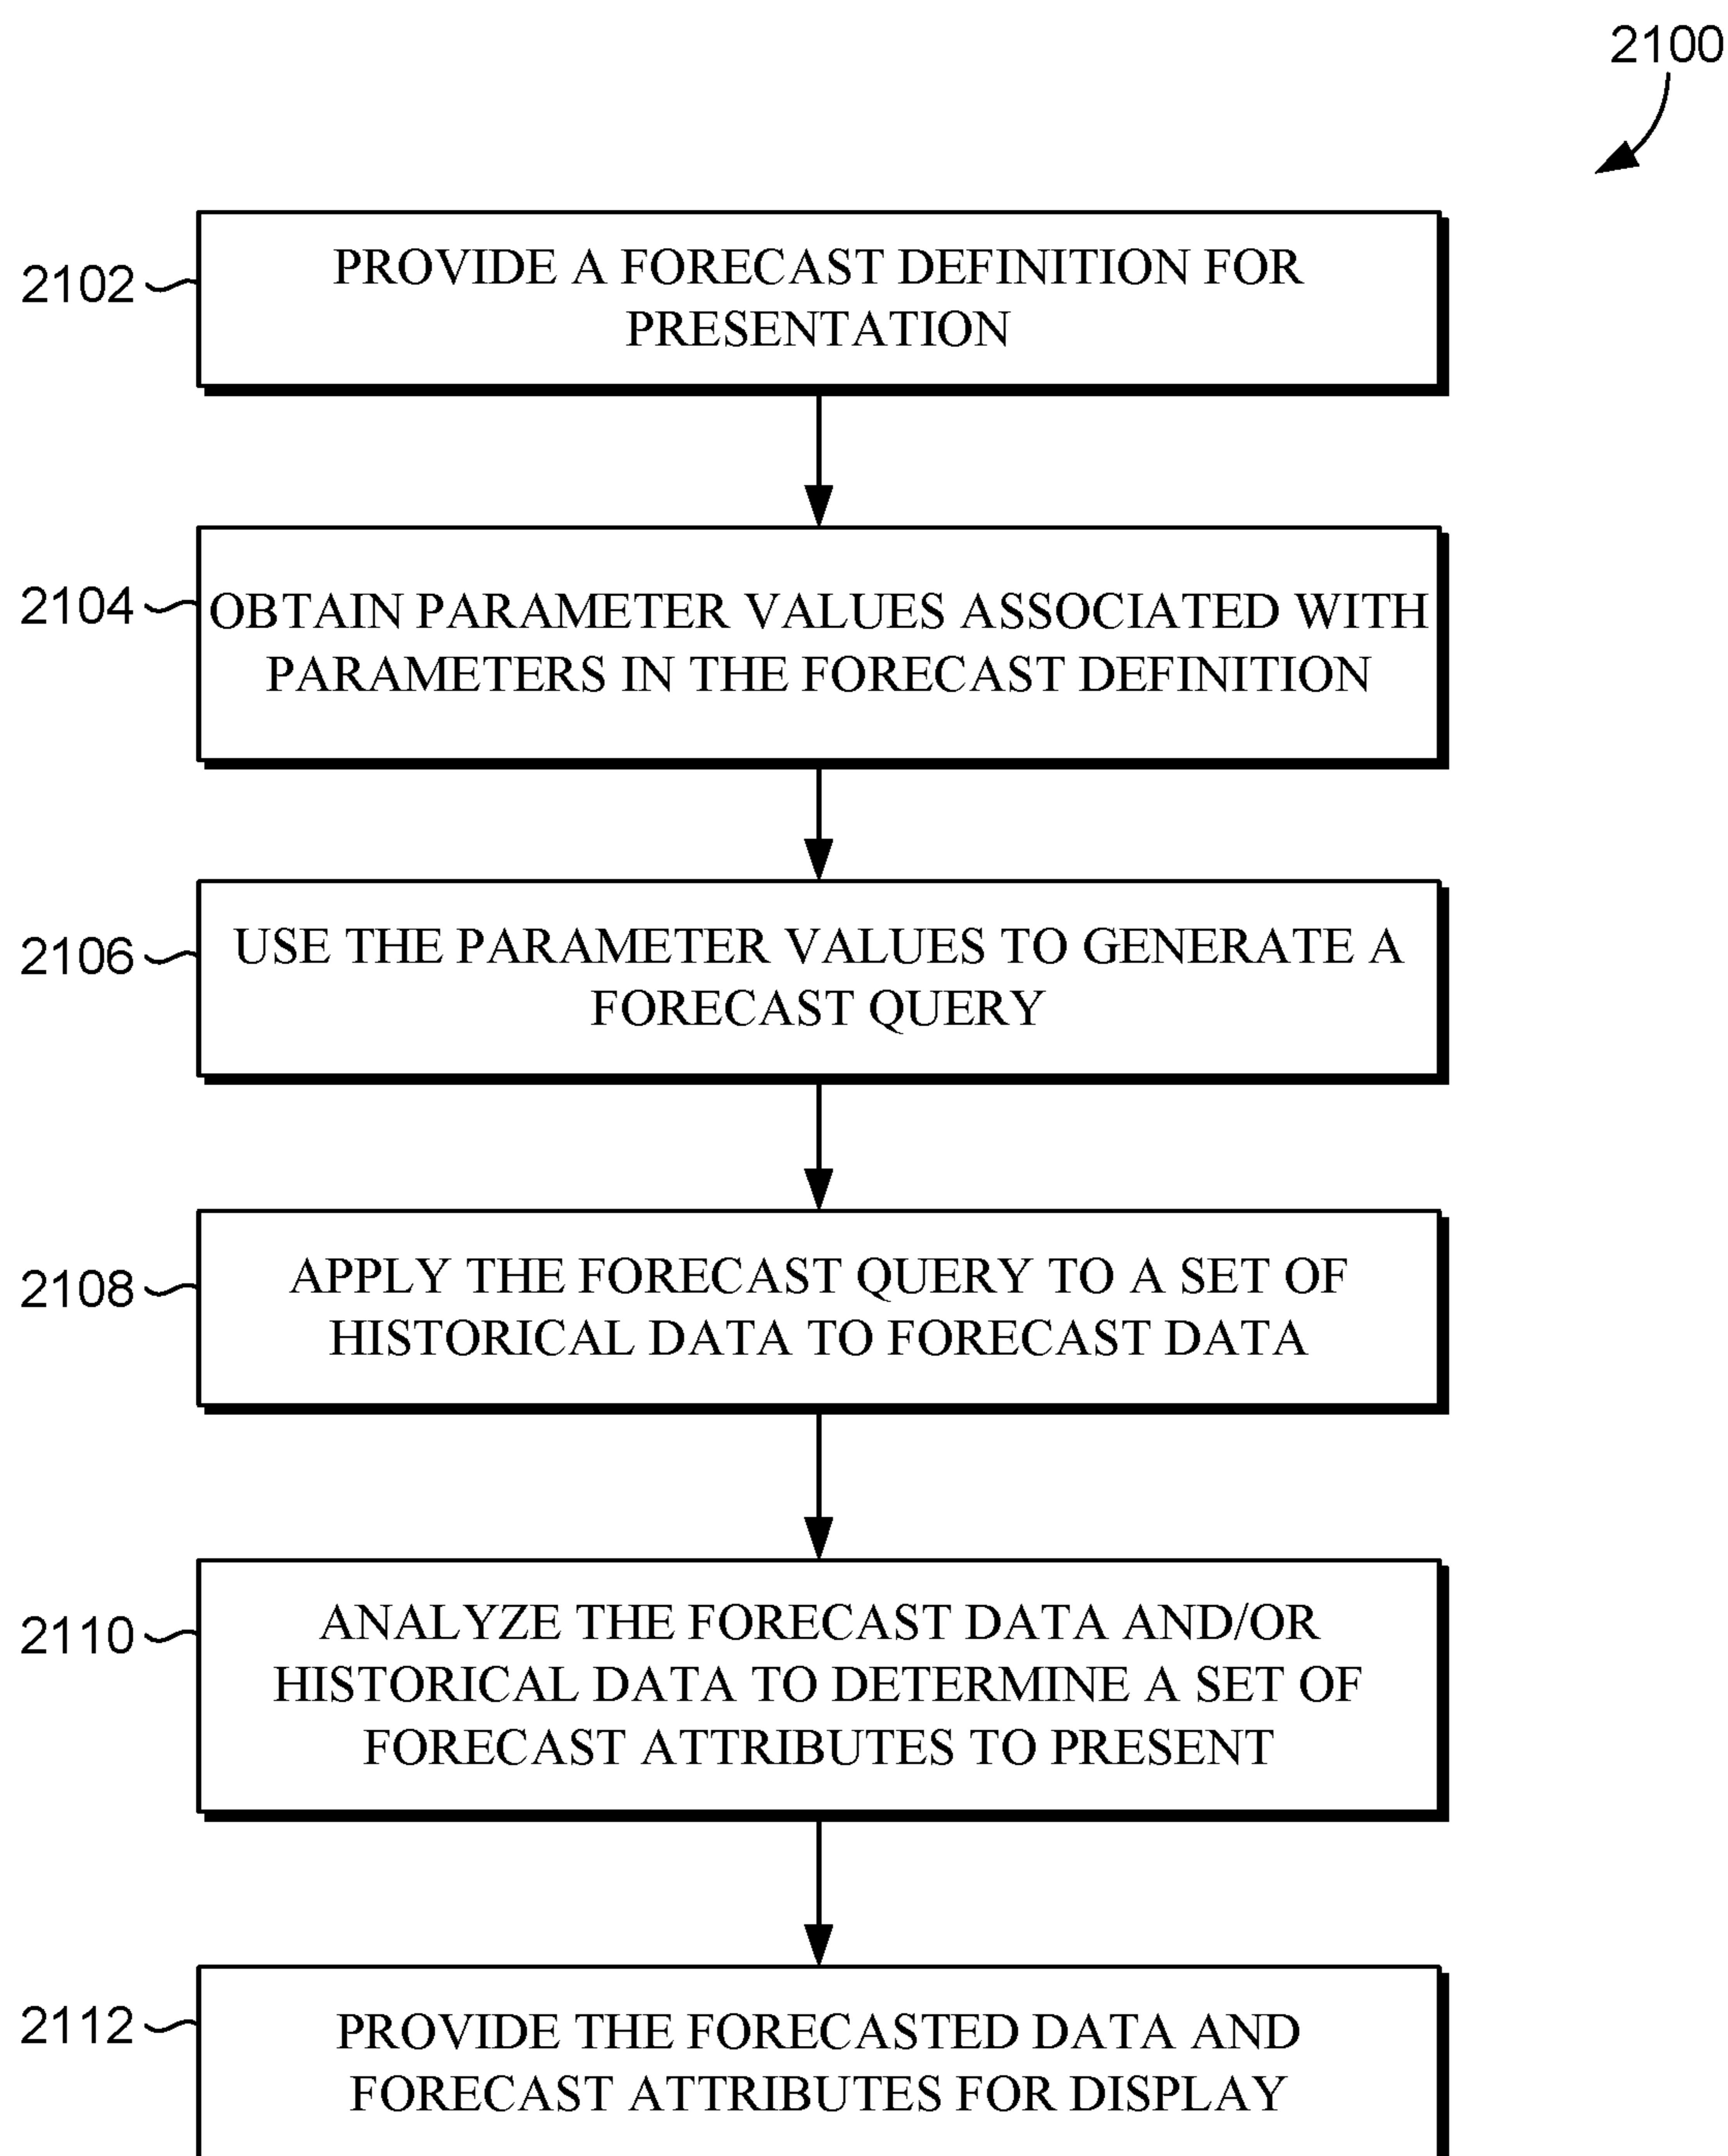 2100
2102
PROVIDE A FORECAST DEFINITION FOR
PRESENTATION
2104
OBTAIN PARAMETER VALUES ASSOCIATED WITH
PARAMETERS IN THE FORECAST DEFINITION
2106
USE THE PARAMETER VALUES TO GENERATE A
FORECAST QUERY
2108
APPLY THE FORECAST QUERY TO A SET OF
HISTORICAL DATA TO FORECAST DATA
2110
ANALYZE THE FORECAST DATA AND/OR
HISTORICAL DATA TO DETERMINE A SET OF
FORECAST ATTRIBUTES TO PRESENT
2112
PROVIDE THE FORECASTED DATA AND
FORECAST ATTRIBUTES FOR DISPLAY